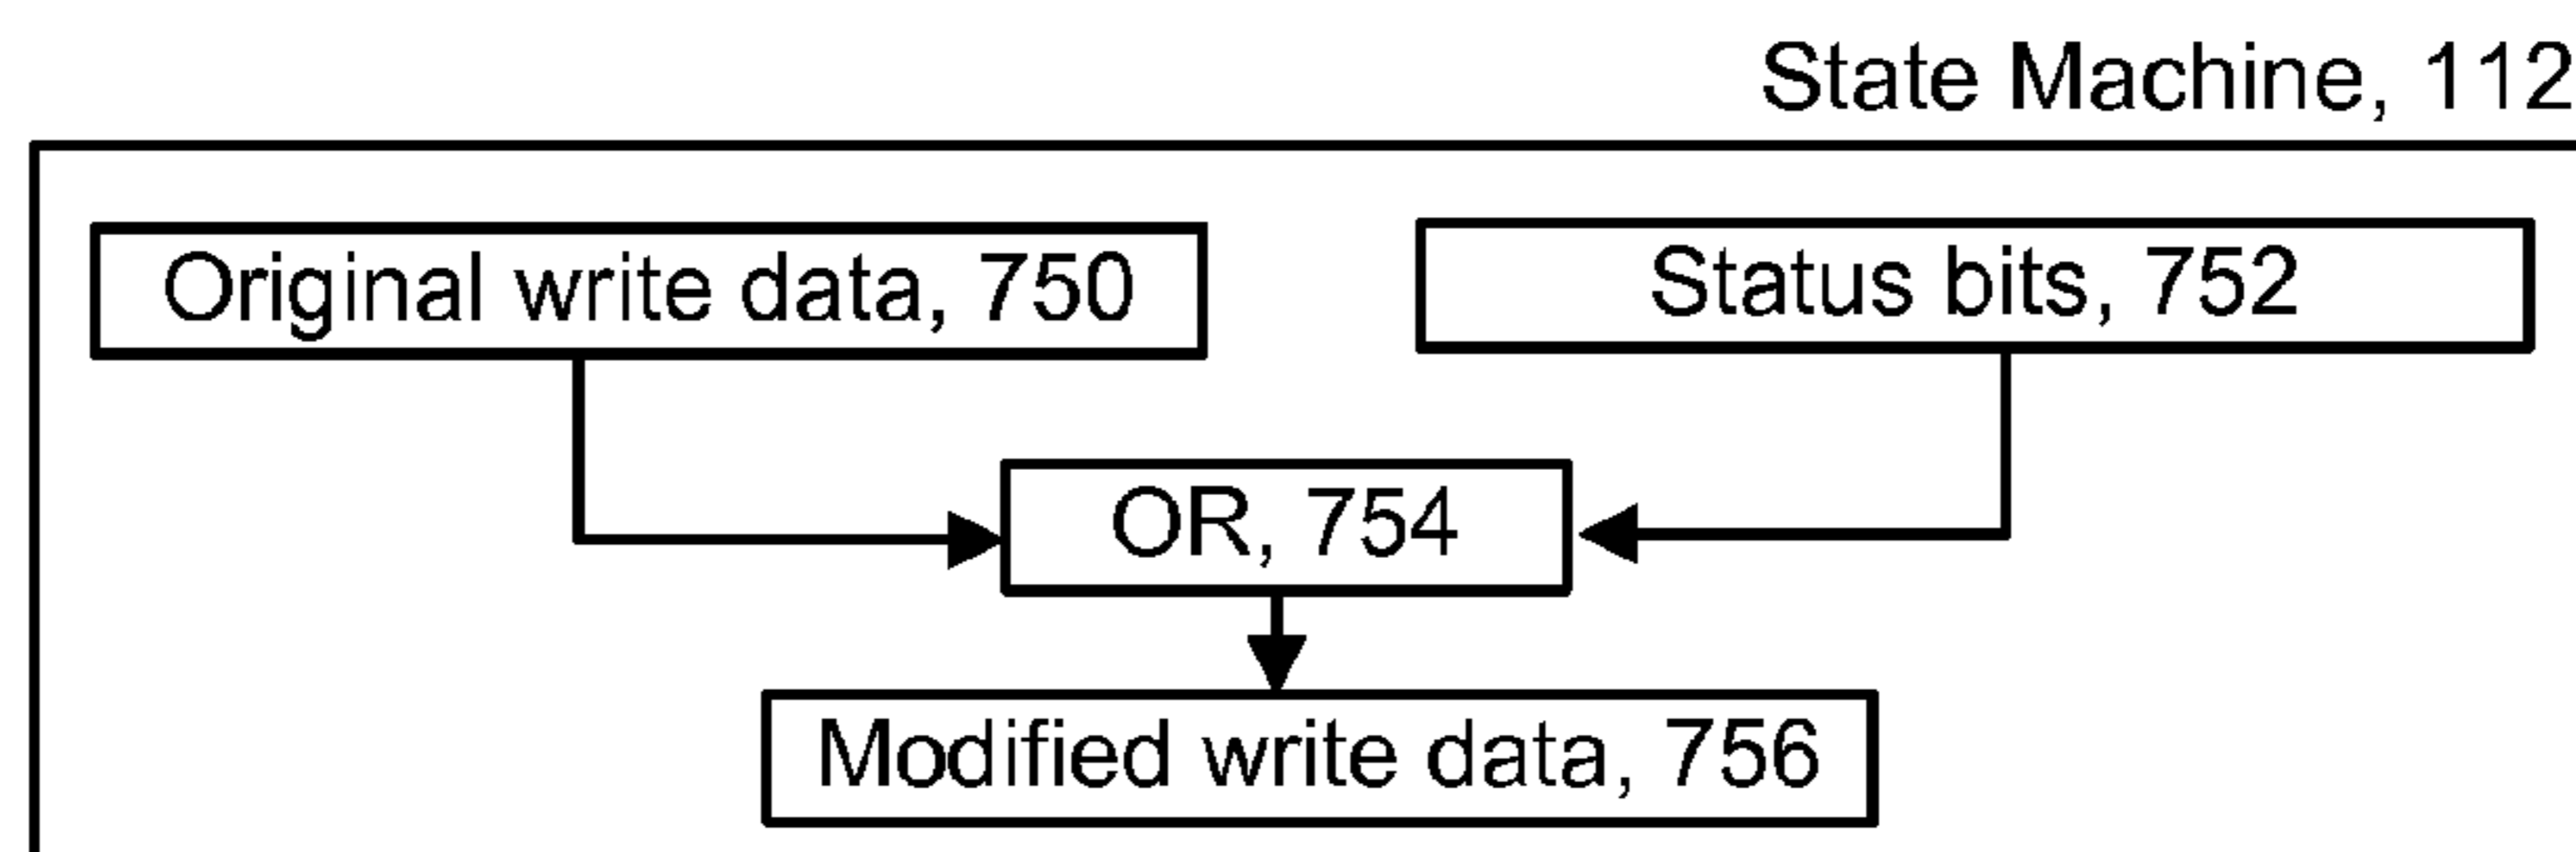 State Machine, 112
Original write data, 750
Status bits, 752
OR, 754
Modified write data, 756